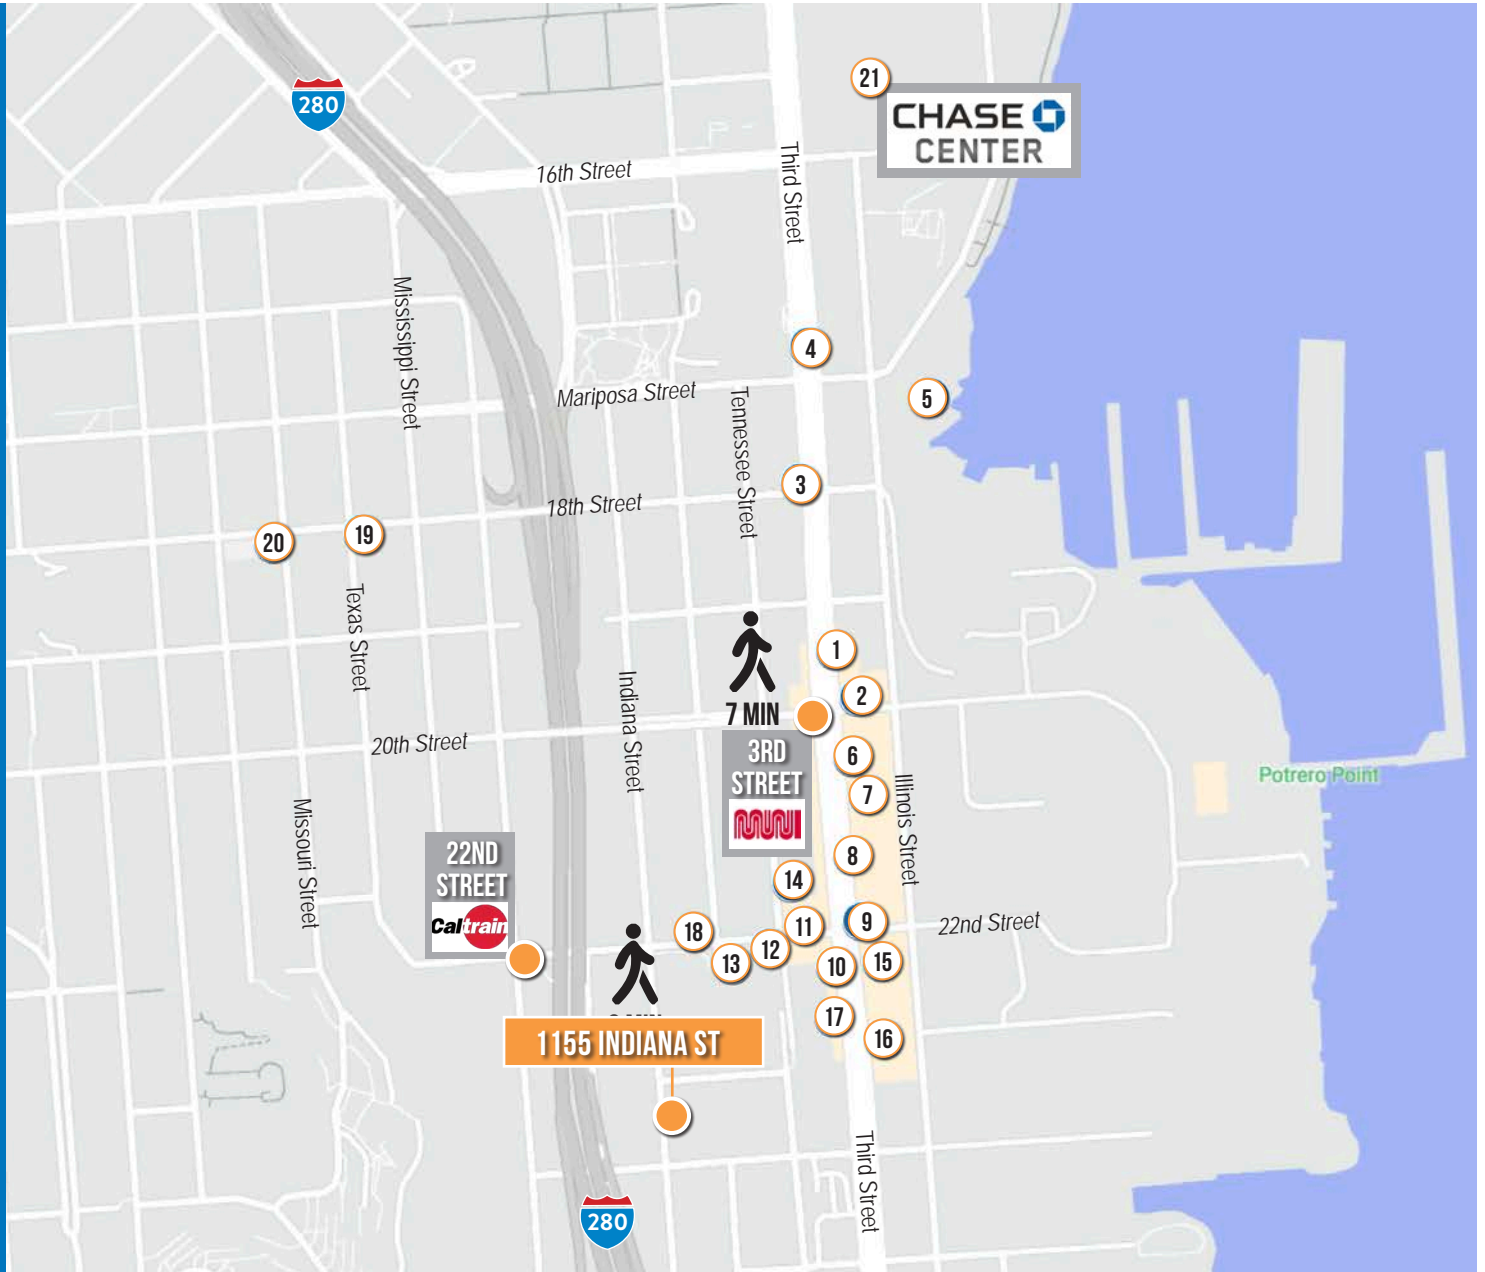 280
21
CHASE
CENTER
16th Street
Third Street
Mississippi Street
4
Mariposa Street
5
Tennessee Street
3
18th Street
20
19
Texas Street
1
Indiana Street
2
7 MIN
20th Street
3RD
STREET
MUNI
6
7
Illinois Street
Potrero Point
Missouri Street
22ND
STREET
Caltrain
8
14
18
11
9
22nd Street
13
12
10
15
17
16
1155 INDIANA ST
Third Street
280